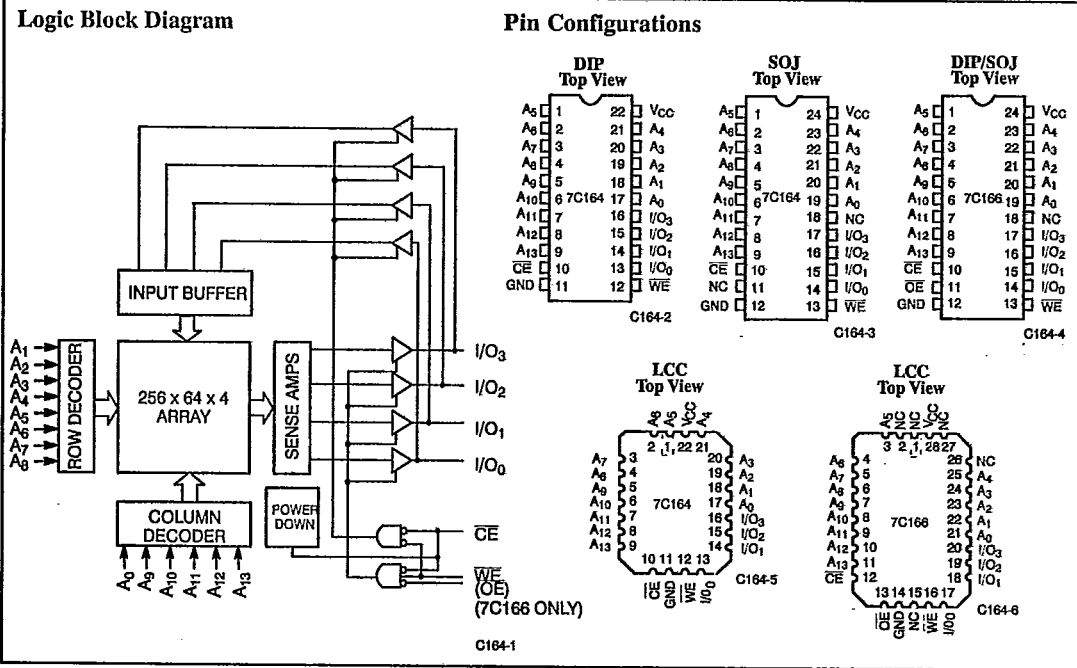 Logic Block Diagram
INPUT BUFFER
A1
A2
A3
A4
A5
A6
A7
A8
ROW DECODER
256 x 64 x 4
ARRAY
SENSE AMPS
I/O3
I/O2
I/O1
I/O0
COLUMN
DECODER
A0 A9 A10 A11 A12 A13
POWER
DOWN
C̅E̅
W̅E̅
(O̅E̅)
(7C166 ONLY)
C164-1
Pin Configurations
DIP
Top View
A5 1 22 VCC
A6 2 21 A4
A7 3 20 A3
A8 4 19 A2
A9 5 18 A1
A10 6 7C164 17 A0
A11 7 16 I/O3
A12 8 15 I/O2
A13 9 14 I/O1
C̅E̅ 10 13 I/O0
GND 11 12 W̅E̅
C164-2
SOJ
Top View
A5 1 24 VCC
A6 2 23 A4
A7 3 22 A3
A8 4 21 A2
A9 5 20 A1
A10 6 7C164 19 A0
A11 7 18 NC
A12 8 17 I/O3
A13 9 16 I/O2
C̅E̅ 10 15 I/O1
NC 11 14 I/O0
GND 12 13 W̅E̅
C164-3
DIP/SOJ
Top View
A5 1 24 VCC
A6 2 23 A4
A7 3 22 A3
A8 4 21 A2
A9 5 20 A1
A10 6 7C166 19 A0
A11 7 18 NC
A12 8 17 I/O3
A13 9 16 I/O2
C̅E̅ 10 15 I/O1
O̅E̅ 11 14 I/O0
GND 12 13 W̅E̅
C164-4
LCC
Top View
A6 A5 VCC A4
2 1 22 21
A7 3 20 A3
A8 4 19 A2
A9 5 18 A1
A10 6 7C164 17 A0
A11 7 16 I/O3
A12 8 15 I/O2
A13 9 14 I/O1
10 11 12 13
C̅E̅ GND W̅E̅ I/O0
C164-5
LCC
Top View
A5 NC NC VCC NC
3 2 1 28 27
A6 4 26 NC
A7 5 25 A4
A8 6 24 A3
A9 7 23 A2
A10 8 7C166 22 A1
A11 9 21 A0
A12 10 20 I/O3
A13 11 19 I/O2
C̅E̅ 12 18 I/O1
13 14 15 16 17
O̅E̅ GND NC W̅E̅ I/O0
C164-6